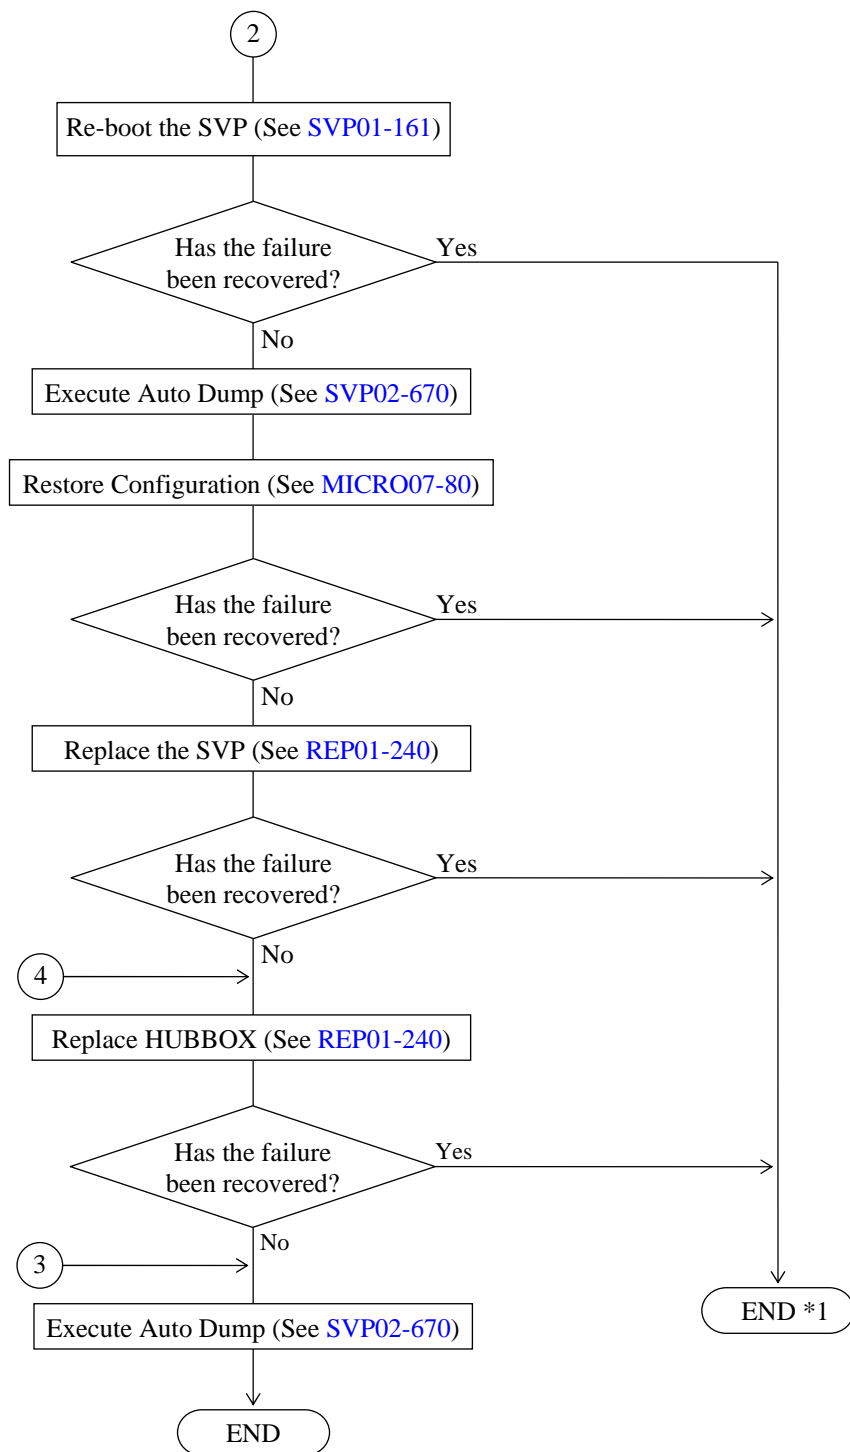 2
Re-boot the SVP (See SVP01-161)
Has the failure
been recovered?
Yes
No
Execute Auto Dump (See SVP02-670)
Restore Configuration (See MICRO07-80)
Has the failure
been recovered?
Yes
No
Replace the SVP (See REP01-240)
Has the failure
been recovered?
Yes
No
4
Replace HUBBOX (See REP01-240)
Has the failure
been recovered?
Yes
No
3
Execute Auto Dump (See SVP02-670)
END *1
END